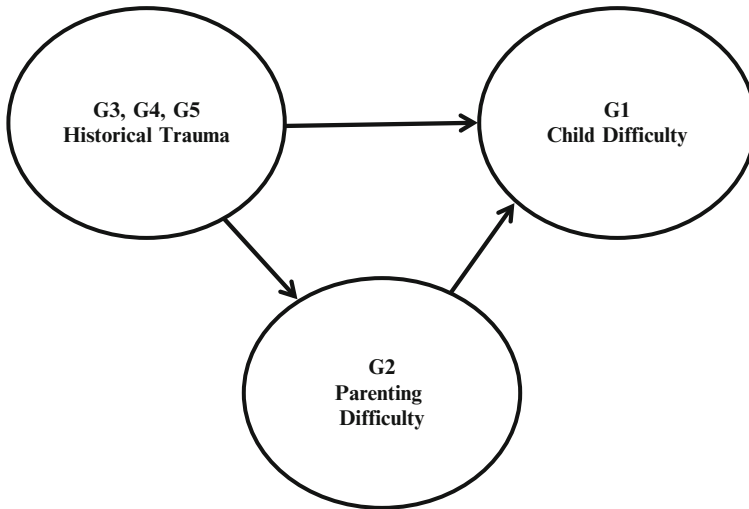 G3, G4, G5
Historical Trauma
G1
Child Difficulty
G2
Parenting
Difficulty